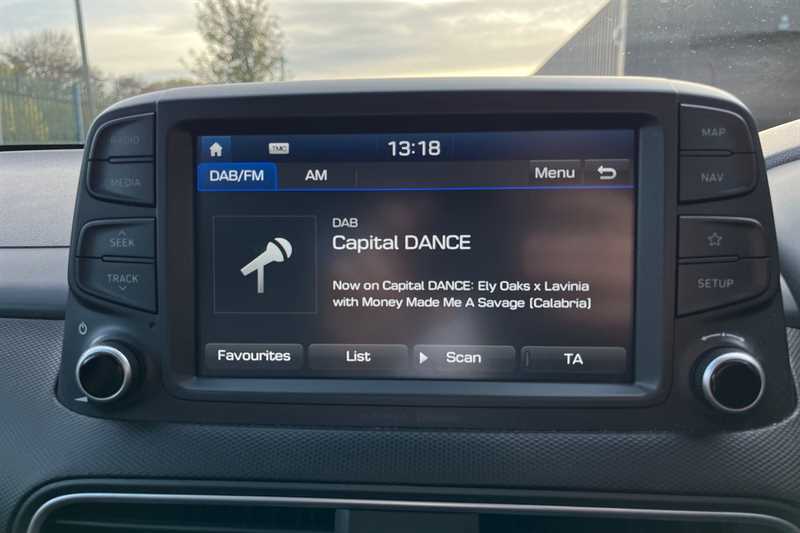 RADIO
MEDIA
SEEK
TRACK
TMC
13:18
DAB/FM AM Menu
DAB
Capital DANCE
Now on Capital DANCE: Ely Oaks x Lavinia
with Money Made Me A Savage (Calabria)
Favourites List Scan TA
MAP
NAV
SETUP